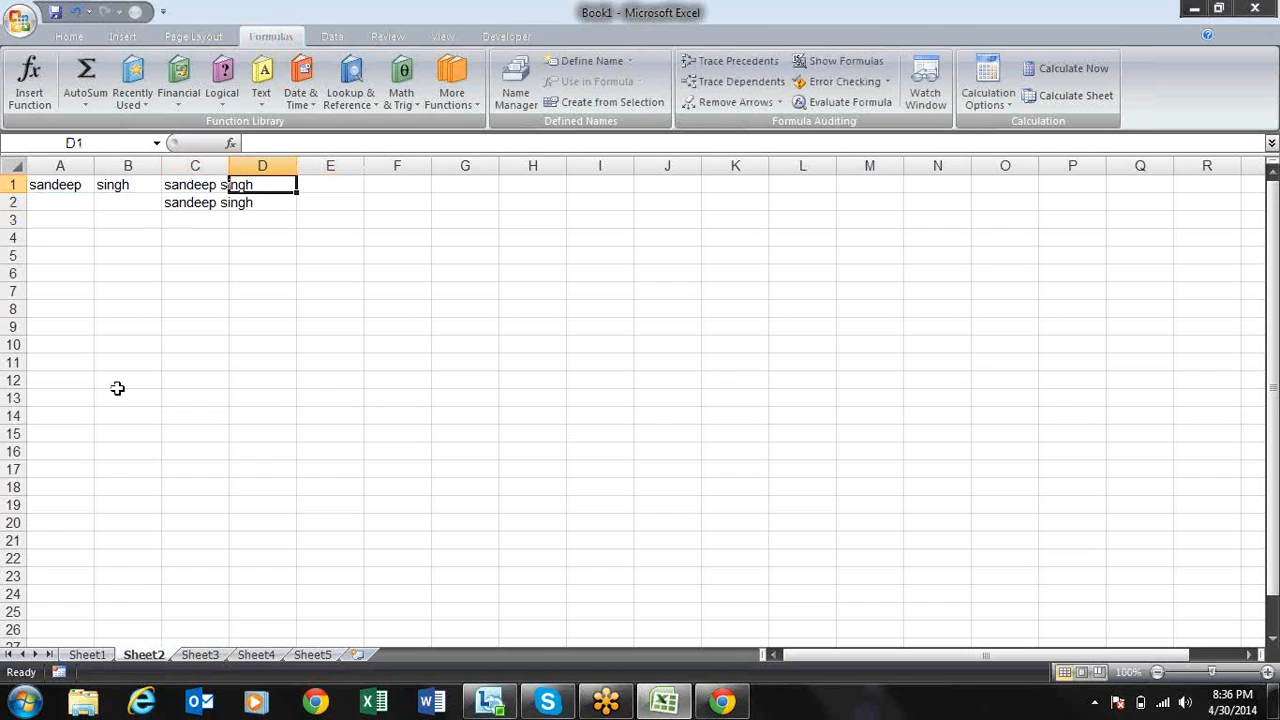 Book1 - Microsoft Excel
Home Insert Page Layout Formulas Data Review View Developer
fx Σ A ? θ
Insert Function
AutoSum
Recently Used
Financial
Logical
Text
Date & Time
Lookup & Reference
Math & Trig
More Functions
Function Library
Name Manager
Define Name
Use in Formula
Create from Selection
Defined Names
Trace Precedents
Trace Dependents
Remove Arrows
Show Formulas
Error Checking
Evaluate Formula
Formula Auditing
Watch Window
Calculation Options
Calculate Now
Calculate Sheet
Calculation
D1 fx
A B C D E F G H I J K L M N O P Q R
1 sandeep singh sandeep singh
2 sandeep singh
3
4
5
6
7
8
9
10
11
12
13
14
15
16
17
18
19
20
21
22
23
24
25
26
27
Sheet1 Sheet2 Sheet3 Sheet4 Sheet5
Ready 100%
8:36 PM
4/30/2014